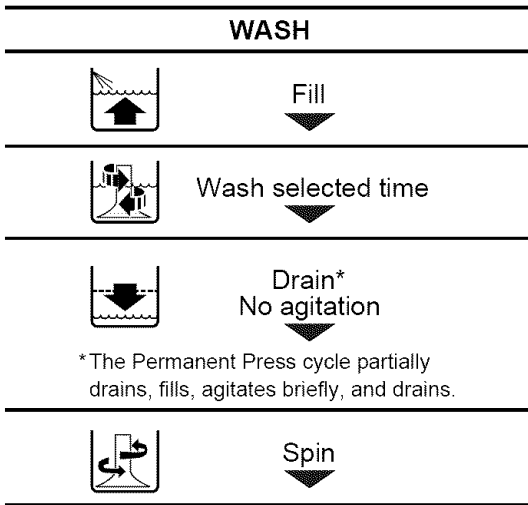 WASH
Fill
Wash selected time
Drain*
No agitation
*The Permanent Press cycle partially
drains, fills, agitates briefly, and drains.
Spin